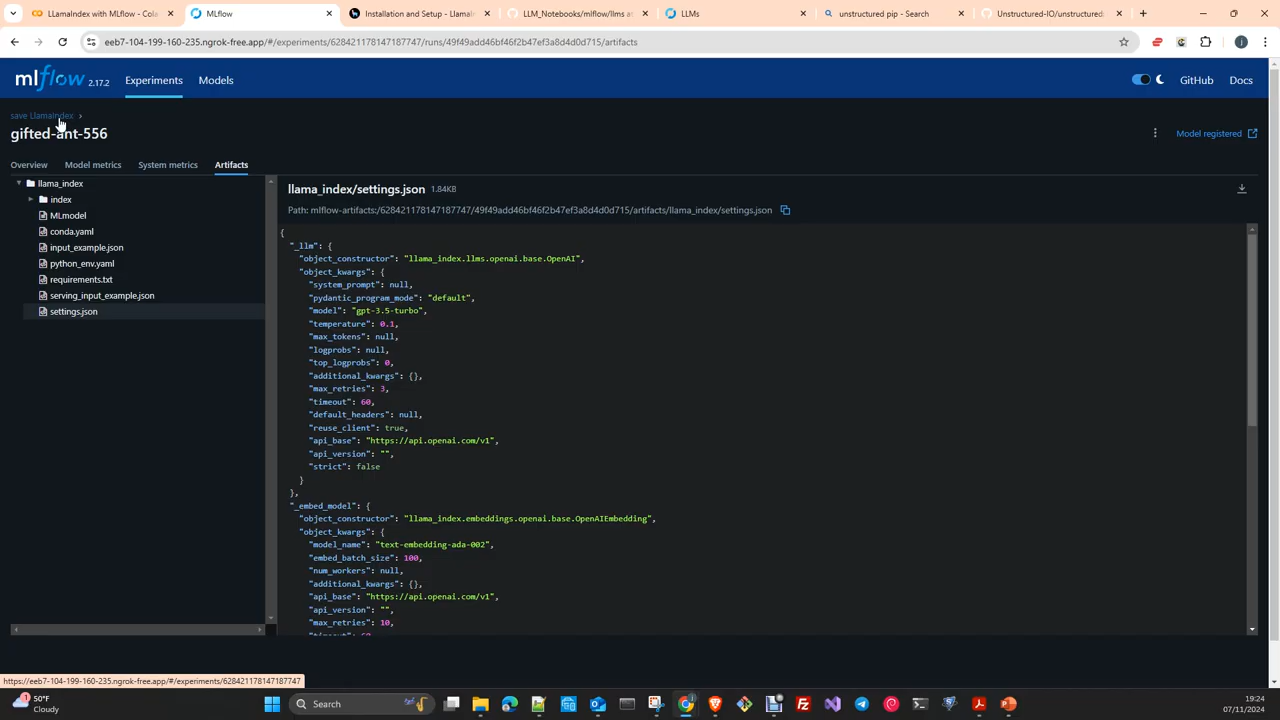 LLamaIndex with MLflow - Cola
MLflow
Installation and Setup - LlamaIn
LLM_Notebooks/mlflow/llms at
LLMs
unstructured pip - Search
Unstructured-IO/unstructured:
eeb7-104-199-160-235.ngrok-free.app/#/experiments/628421178147187747/runs/49f49add46bf46f2b47ef3a8d4d0d715/artifacts
mlflow 2.17.2 Experiments Models GitHub Docs
save LlamaIndex
gifted-ant-556
Model registered
Overview Model metrics System metrics Artifacts
llama_index
index
MLmodel
conda.yaml
input_example.json
python_env.yaml
requirements.txt
serving_input_example.json
settings.json
llama_index/settings.json 1.84KB
Path: mlflow-artifacts:/628421178147187747/49f49add46bf46f2b47ef3a8d4d0d715/artifacts/llama_index/settings.json
{
"_llm": {
"object_constructor": "llama_index.llms.openai.base.OpenAI",
"object_kwargs": {
"system_prompt": null,
"pydantic_program_mode": "default",
"model": "gpt-3.5-turbo",
"temperature": 0.1,
"max_tokens": null,
"logprobs": null,
"top_logprobs": 0,
"additional_kwargs": {},
"max_retries": 3,
"timeout": 60,
"default_headers": null,
"reuse_client": true,
"api_base": "https://api.openai.com/v1",
"api_version": "",
"strict": false
}
},
"_embed_model": {
"object_constructor": "llama_index.embeddings.openai.base.OpenAIEmbedding",
"object_kwargs": {
"model_name": "text-embedding-ada-002",
"embed_batch_size": 100,
"num_workers": null,
"additional_kwargs": {},
"api_base": "https://api.openai.com/v1",
"api_version": "",
"max_retries": 10,
"timeout": 60
https://eeb7-104-199-160-235.ngrok-free.app/#/experiments/628421178147187747
50°F
Cloudy
Search
19:24
07/11/2024